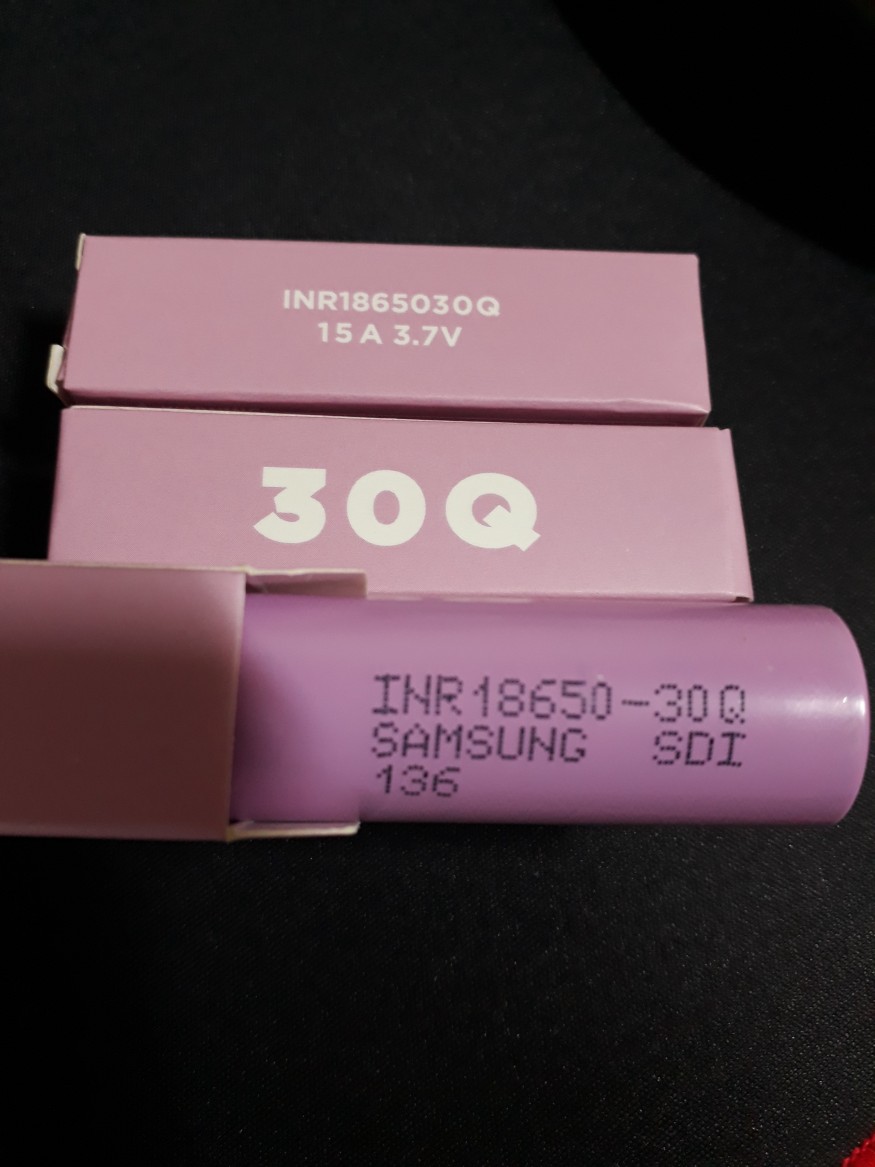 INR1865030Q
15 A 3.7V
30Q
INR18650-30Q
SAMSUNG SDI
136